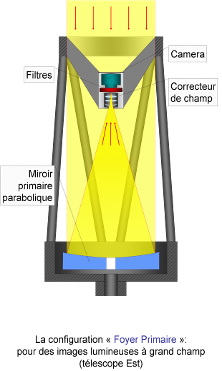 Camera
Filtres
Correcteur
de champ
Miroir
primaire
parabolique
La configuration « Foyer Primaire »:
pour des images lumineuses à grand champ
(télescope Est)